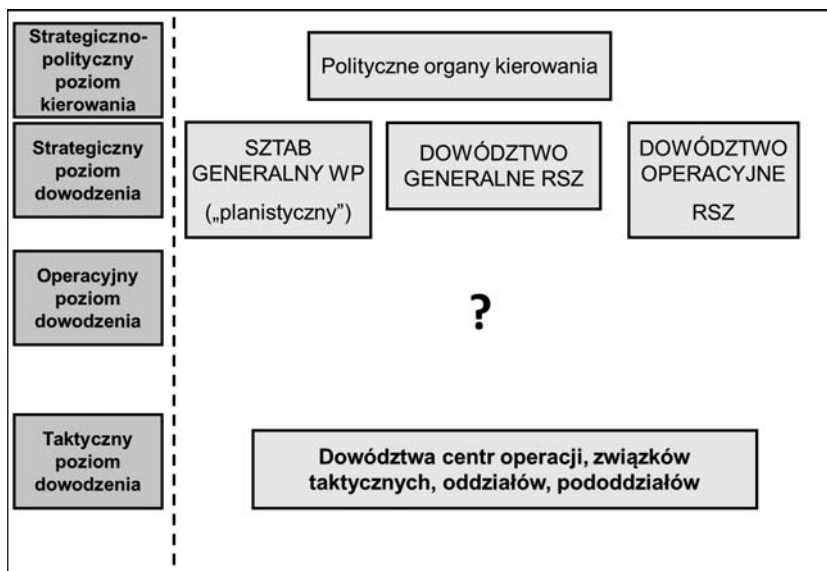 Strategiczno-
polityczny
poziom
kierowania
Polityczne organy kierowania
Strategiczny
poziom
dowodzenia
SZTAB
GENERALNY WP
(„planistyczny”)
DOWÓDZTWO
GENERALNE RSZ
DOWÓDZTWO
OPERACYJNE
RSZ
Operacyjny
poziom
dowodzenia
?
Taktyczny
poziom
dowodzenia
Dowództwa centr operacji, związków
taktycznych, oddziałów, pododdziałów